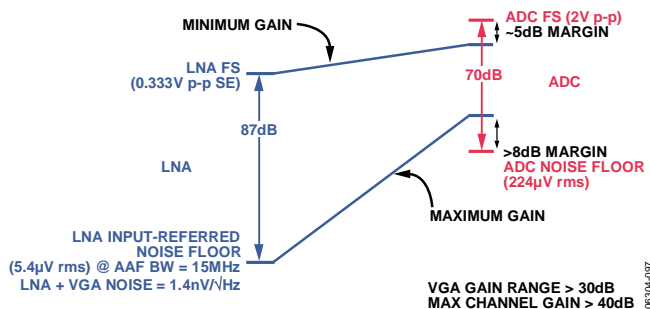 MINIMUM GAIN
ADC FS (2V p-p)
~5dB MARGIN
LNA FS
(0.333V p-p SE)
70dB
ADC
87dB
LNA
>8dB MARGIN
ADC NOISE FLOOR
(224µV rms)
MAXIMUM GAIN
LNA INPUT-REFERRED
NOISE FLOOR
(5.4µV rms) @ AAF BW = 15MHz
LNA + VGA NOISE = 1.4nV/√Hz
VGA GAIN RANGE > 30dB
MAX CHANNEL GAIN > 40dB
06304-097